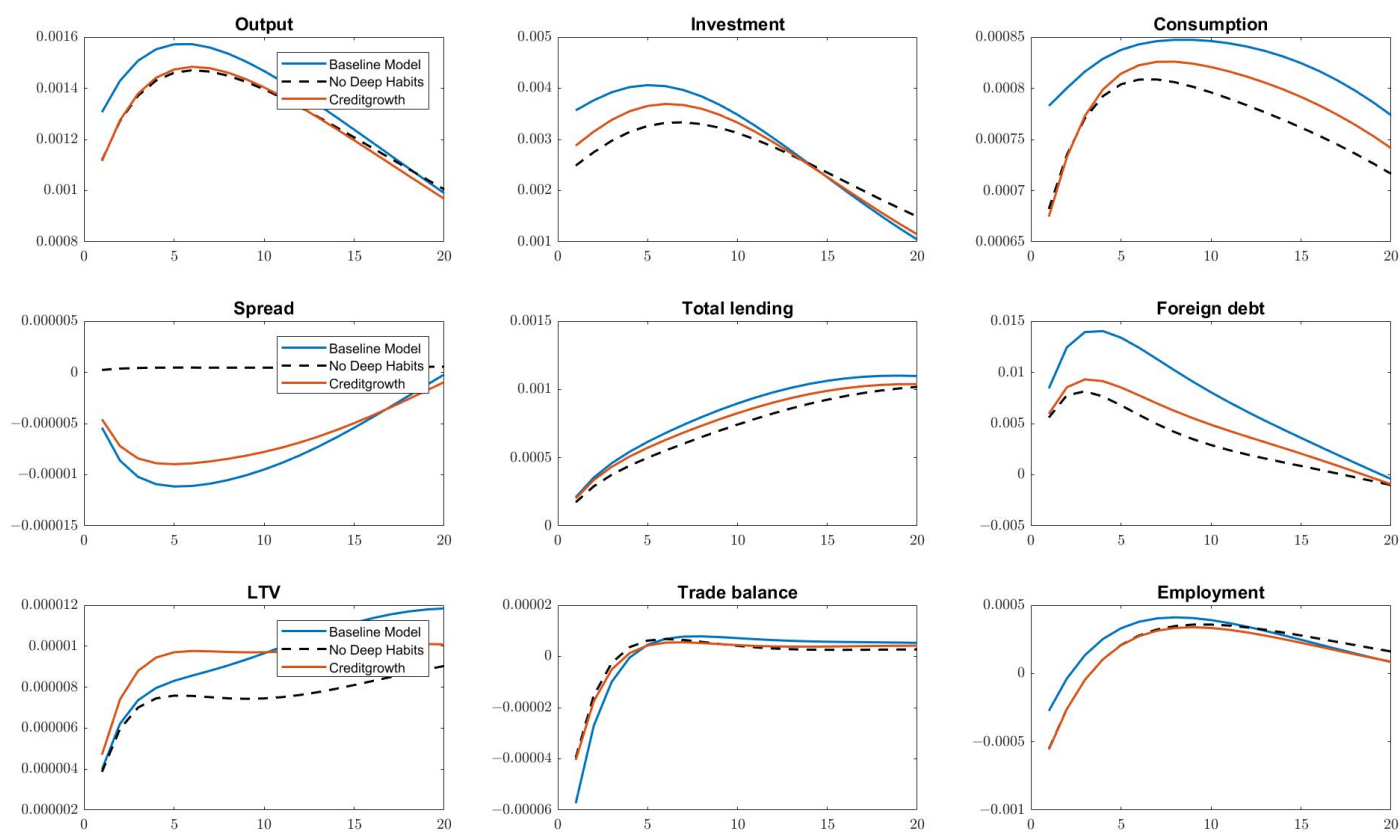 Output
0.0016
0.0014
0.0012
0.001
0.0008
0 5 10 15 20
Baseline Model
No Deep Habits
Creditgrowth
Investment
0.005
0.004
0.003
0.002
0.001
0 5 10 15 20
Consumption
0.00085
0.0008
0.00075
0.0007
0.00065
0 5 10 15 20
Spread
0.000005
0
−0.000005
−0.00001
−0.000015
0 5 10 15 20
Baseline Model
No Deep Habits
Creditgrowth
Total lending
0.0015
0.001
0.0005
0
0 5 10 15 20
Foreign debt
0.015
0.01
0.005
0
−0.005
0 5 10 15 20
LTV
0.000012
0.00001
0.000008
0.000006
0.000004
0.000002
0 5 10 15 20
Baseline Model
No Deep Habits
Creditgrowth
Trade balance
0.00002
0
−0.00002
−0.00004
−0.00006
0 5 10 15 20
Employment
0.0005
0
−0.0005
−0.001
0 5 10 15 20